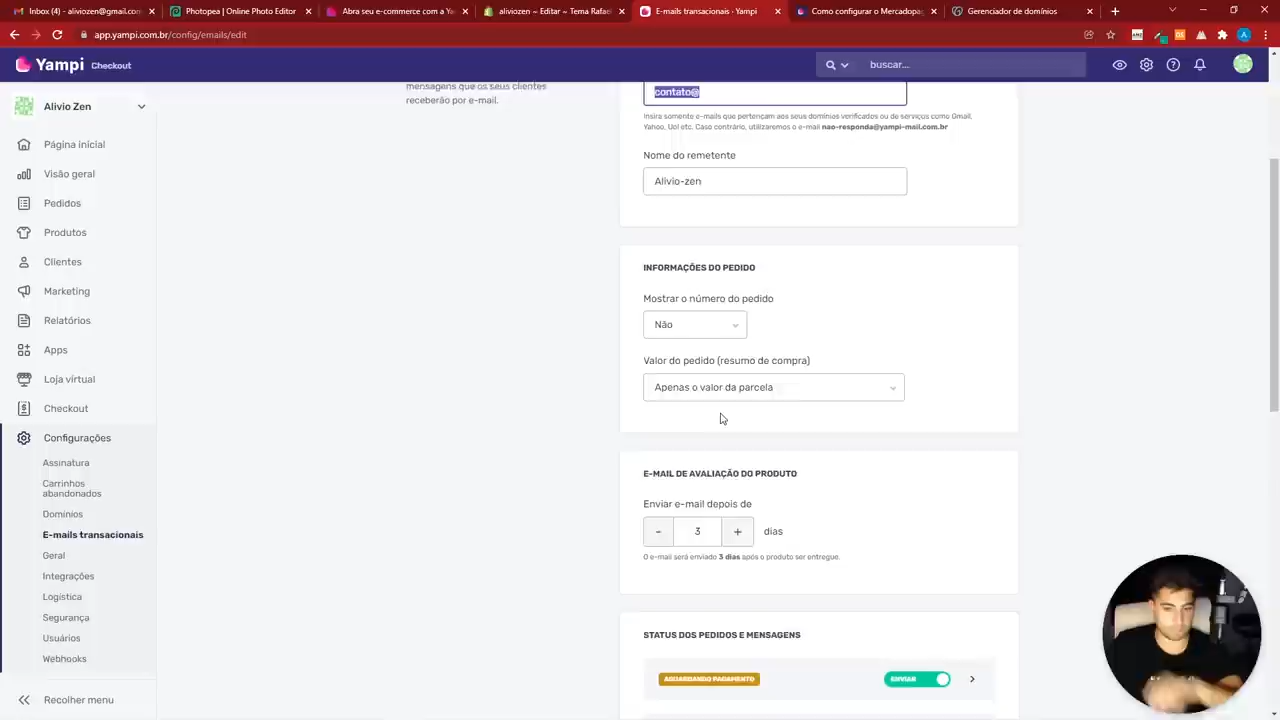 Inbox (4) - aliviozen@gmail.co
Photopea | Online Photo Editor
Abra seu e-commerce com a Ya
aliviozen – Editar – Tema Rafael
E-mails transacionais | Yampi
Como configurar o Mercadopag
Gerenciador de domínios
app.yampi.com.br/config/emails/edit
Yampi Checkout
buscar...
Alivio Zen
Página inicial
Visão geral
Pedidos
Produtos
Clientes
Marketing
Relatórios
Apps
Loja virtual
Checkout
Configurações
Assinatura
Carrinhos
abandonados
Domínios
E-mails transacionais
Geral
Integrações
Logística
Segurança
Usuários
Webhooks
Recolher menu
mensagens que os seus clientes
receberão por e-mail.
contato@
Insira somente e-mails que pertençam aos seus domínios verificados ou de serviços como Gmail,
Yahoo, Uol etc. Caso contrário, utilizaremos o e-mail nao-responda@yampi-mail.com.br
Nome do remetente
Alivio-zen
INFORMAÇÕES DO PEDIDO
Mostrar o número do pedido
Não
Valor do pedido (resumo de compra)
Apenas o valor da parcela
E-MAIL DE AVALIAÇÃO DO PRODUTO
Enviar e-mail depois de
- 3 + dias
O e-mail será enviado 3 dias após o produto ser entregue.
STATUS DOS PEDIDOS E MENSAGENS
AGUARDANDO PAGAMENTO
ENVIAR